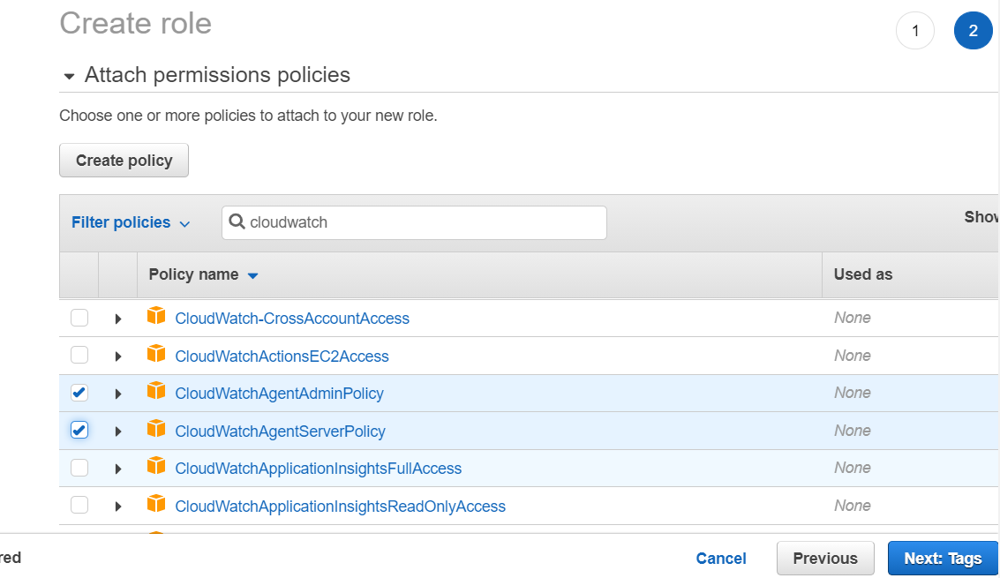 Create role
1
2
Attach permissions policies
Choose one or more policies to attach to your new role.
Create policy
Filter policies
cloudwatch
Policy name
Used as
CloudWatch-CrossAccountAccess
None
CloudWatchActionsEC2Access
None
CloudWatchAgentAdminPolicy
None
CloudWatchAgentServerPolicy
None
CloudWatchApplicationInsightsFullAccess
None
CloudWatchApplicationInsightsReadOnlyAccess
None
Cancel
Previous
Next: Tags